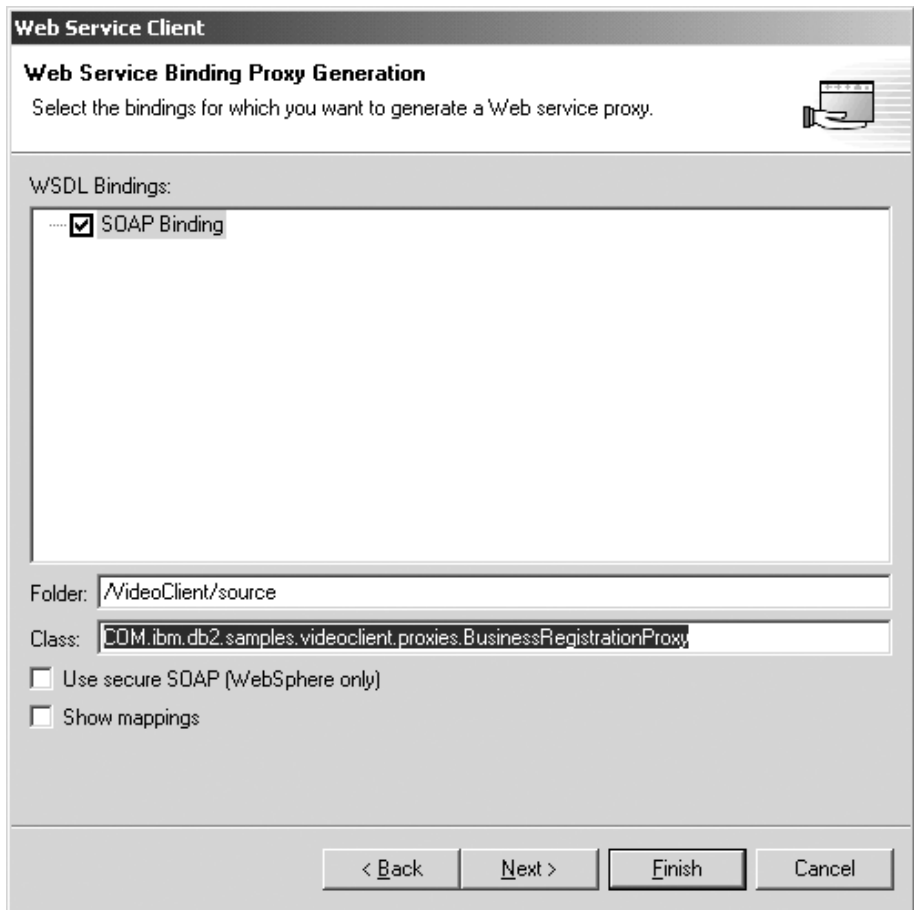 Web Service Client
Web Service Binding Proxy Generation
Select the bindings for which you want to generate a Web service proxy.
WSDL Bindings:
SOAP Binding
Folder: /VideoClient/source
Class: COM.ibm.db2.samples.videoclient.proxies.BusinessRegistrationProxy
Use secure SOAP (WebSphere only)
Show mappings
< Back Next > Finish Cancel